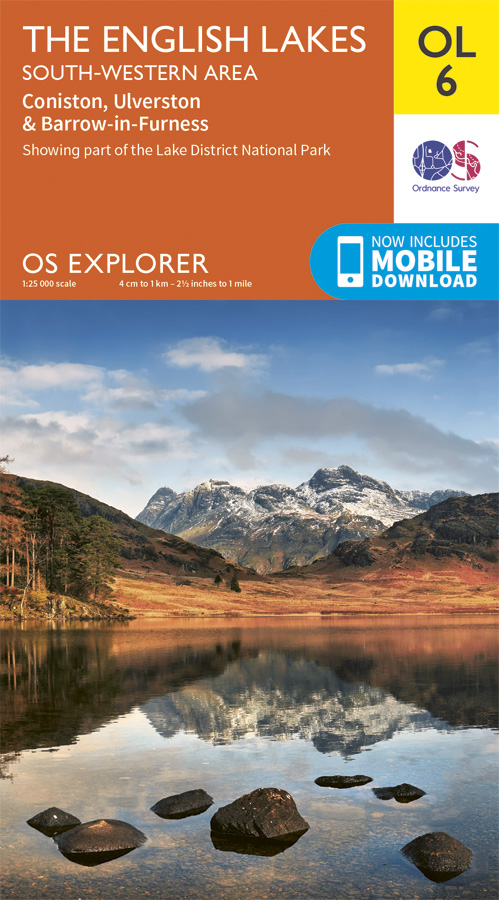 THE ENGLISH LAKES
SOUTH-WESTERN AREA
Coniston, Ulverston
& Barrow-in-Furness
Showing part of the Lake District National Park
OL
6
Ordnance Survey
OS EXPLORER
1:25 000 scale 4 cm to 1 km – 2½ inches to 1 mile
NOW INCLUDES
MOBILE
DOWNLOAD